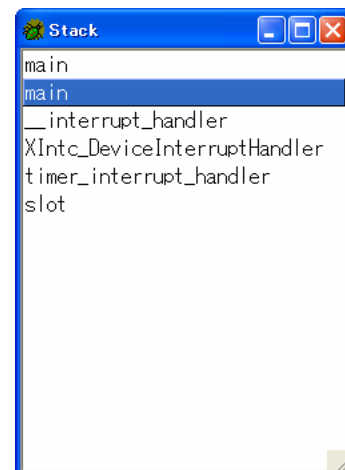 Stack
main
main
__interrupt_handler
XIntc_DeviceInterruptHandler
timer_interrupt_handler
slot